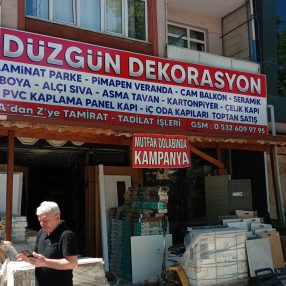 DÜZGÜN DEKORASYON
LAMİNAT PARKE - PİMAPEN VERANDA - CAM BALKON - SERAMİK
BOYA - ALÇI SIVA - ASMA TAVAN - KARTONPİYER - ÇELİK KAPI
PVC KAPLAMA PANEL KAPI - İÇ ODA KAPILARI TOPTAN SATIŞ
A'dan Z'ye TAMİRAT - TADİLAT İŞLERİ GSM: 0 532 609 97 95
MUTFAK DOLABINDA
KAMPANYA